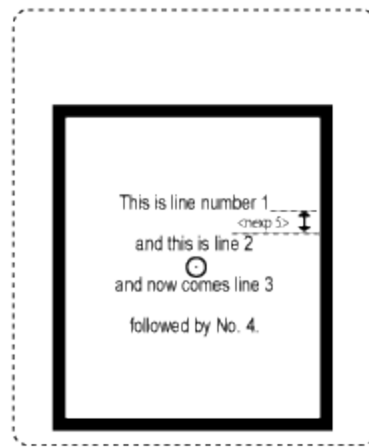 This is line number 1
<nexp 5>
and this is line 2
and now comes line 3
followed by No. 4.